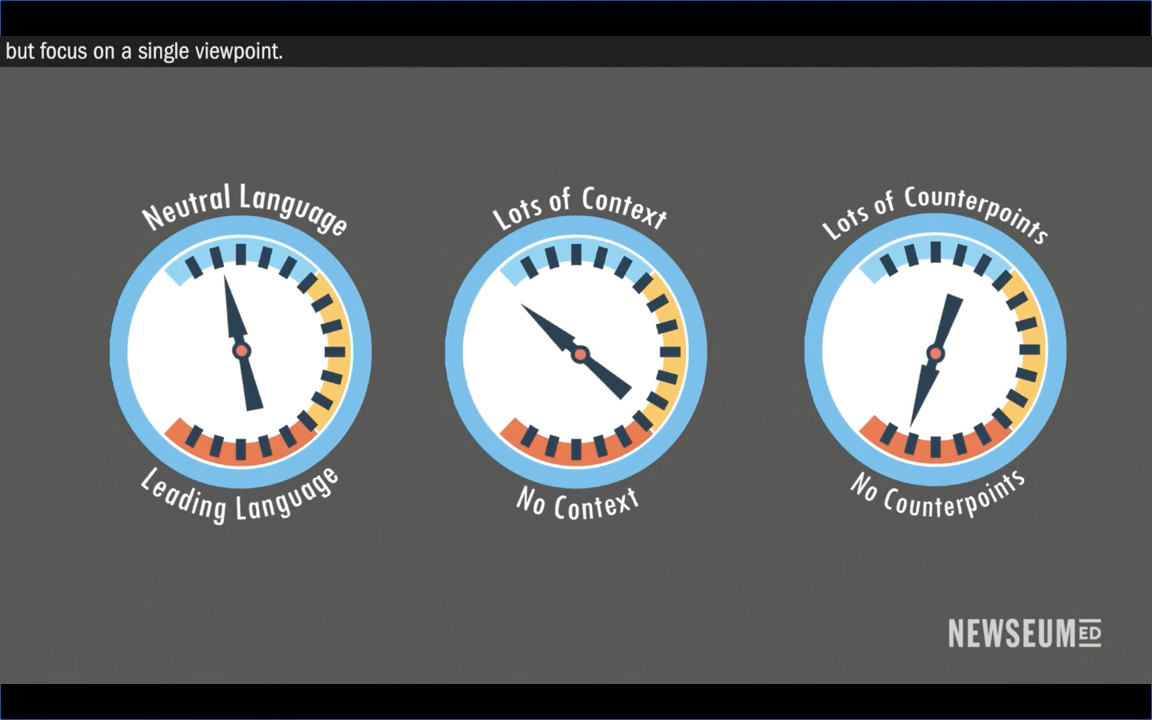 but focus on a single viewpoint.
Neutral Language
Lots of Context
Lots of Counterpoints
Leading Language
No Context
No Counterpoints
NEWSEUM ED